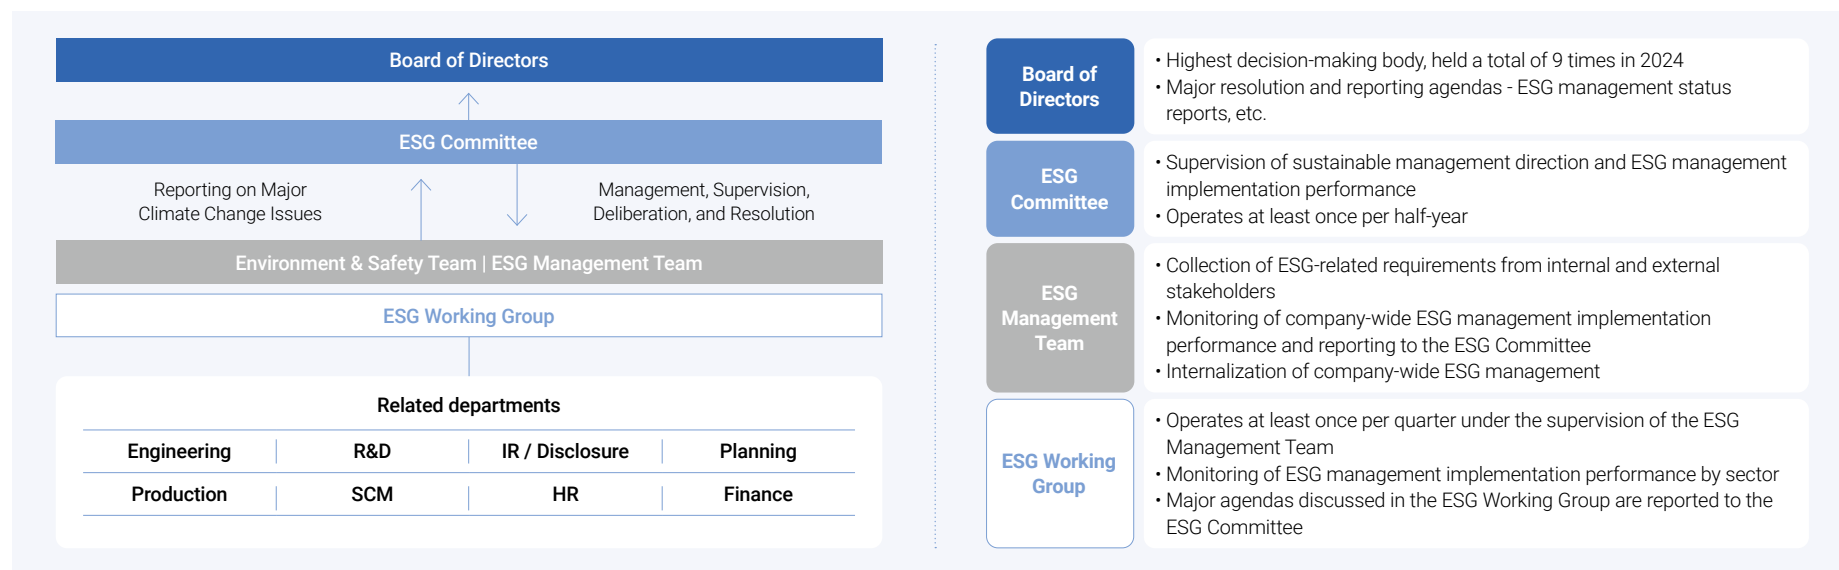 Board of Directors
ESG Committee
Reporting on Major
Climate Change Issues
Management, Supervision,
Deliberation, and Resolution
Environment & Safety Team | ESG Management Team
ESG Working Group
Related departments
Engineering R&D IR / Disclosure Planning
Production SCM HR Finance
Board of
Directors
• Highest decision-making body, held a total of 9 times in 2024
• Major resolution and reporting agendas - ESG management status
reports, etc.
ESG
Committee
• Supervision of sustainable management direction and ESG management
implementation performance
• Operates at least once per half-year
ESG
Management
Team
• Collection of ESG-related requirements from internal and external
stakeholders
• Monitoring of company-wide ESG management implementation
performance and reporting to the ESG Committee
• Internalization of company-wide ESG management
ESG Working
Group
• Operates at least once per quarter under the supervision of the ESG
Management Team
• Monitoring of ESG management implementation performance by sector
• Major agendas discussed in the ESG Working Group are reported to the
ESG Committee